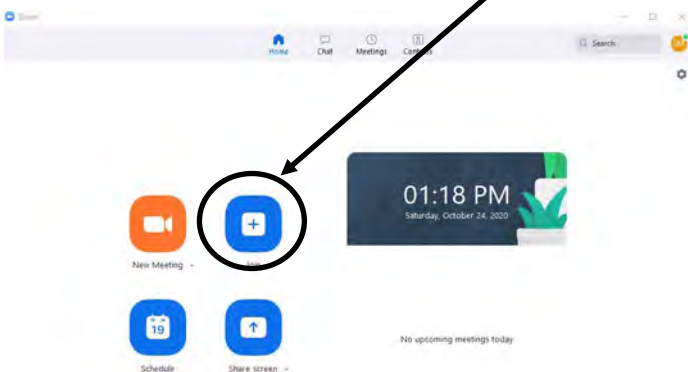 Zoom
Home Chat Meetings Contacts
Search
01:18 PM
Saturday, October 24, 2020
New Meeting
Join
19
Schedule
Share screen
No upcoming meetings today